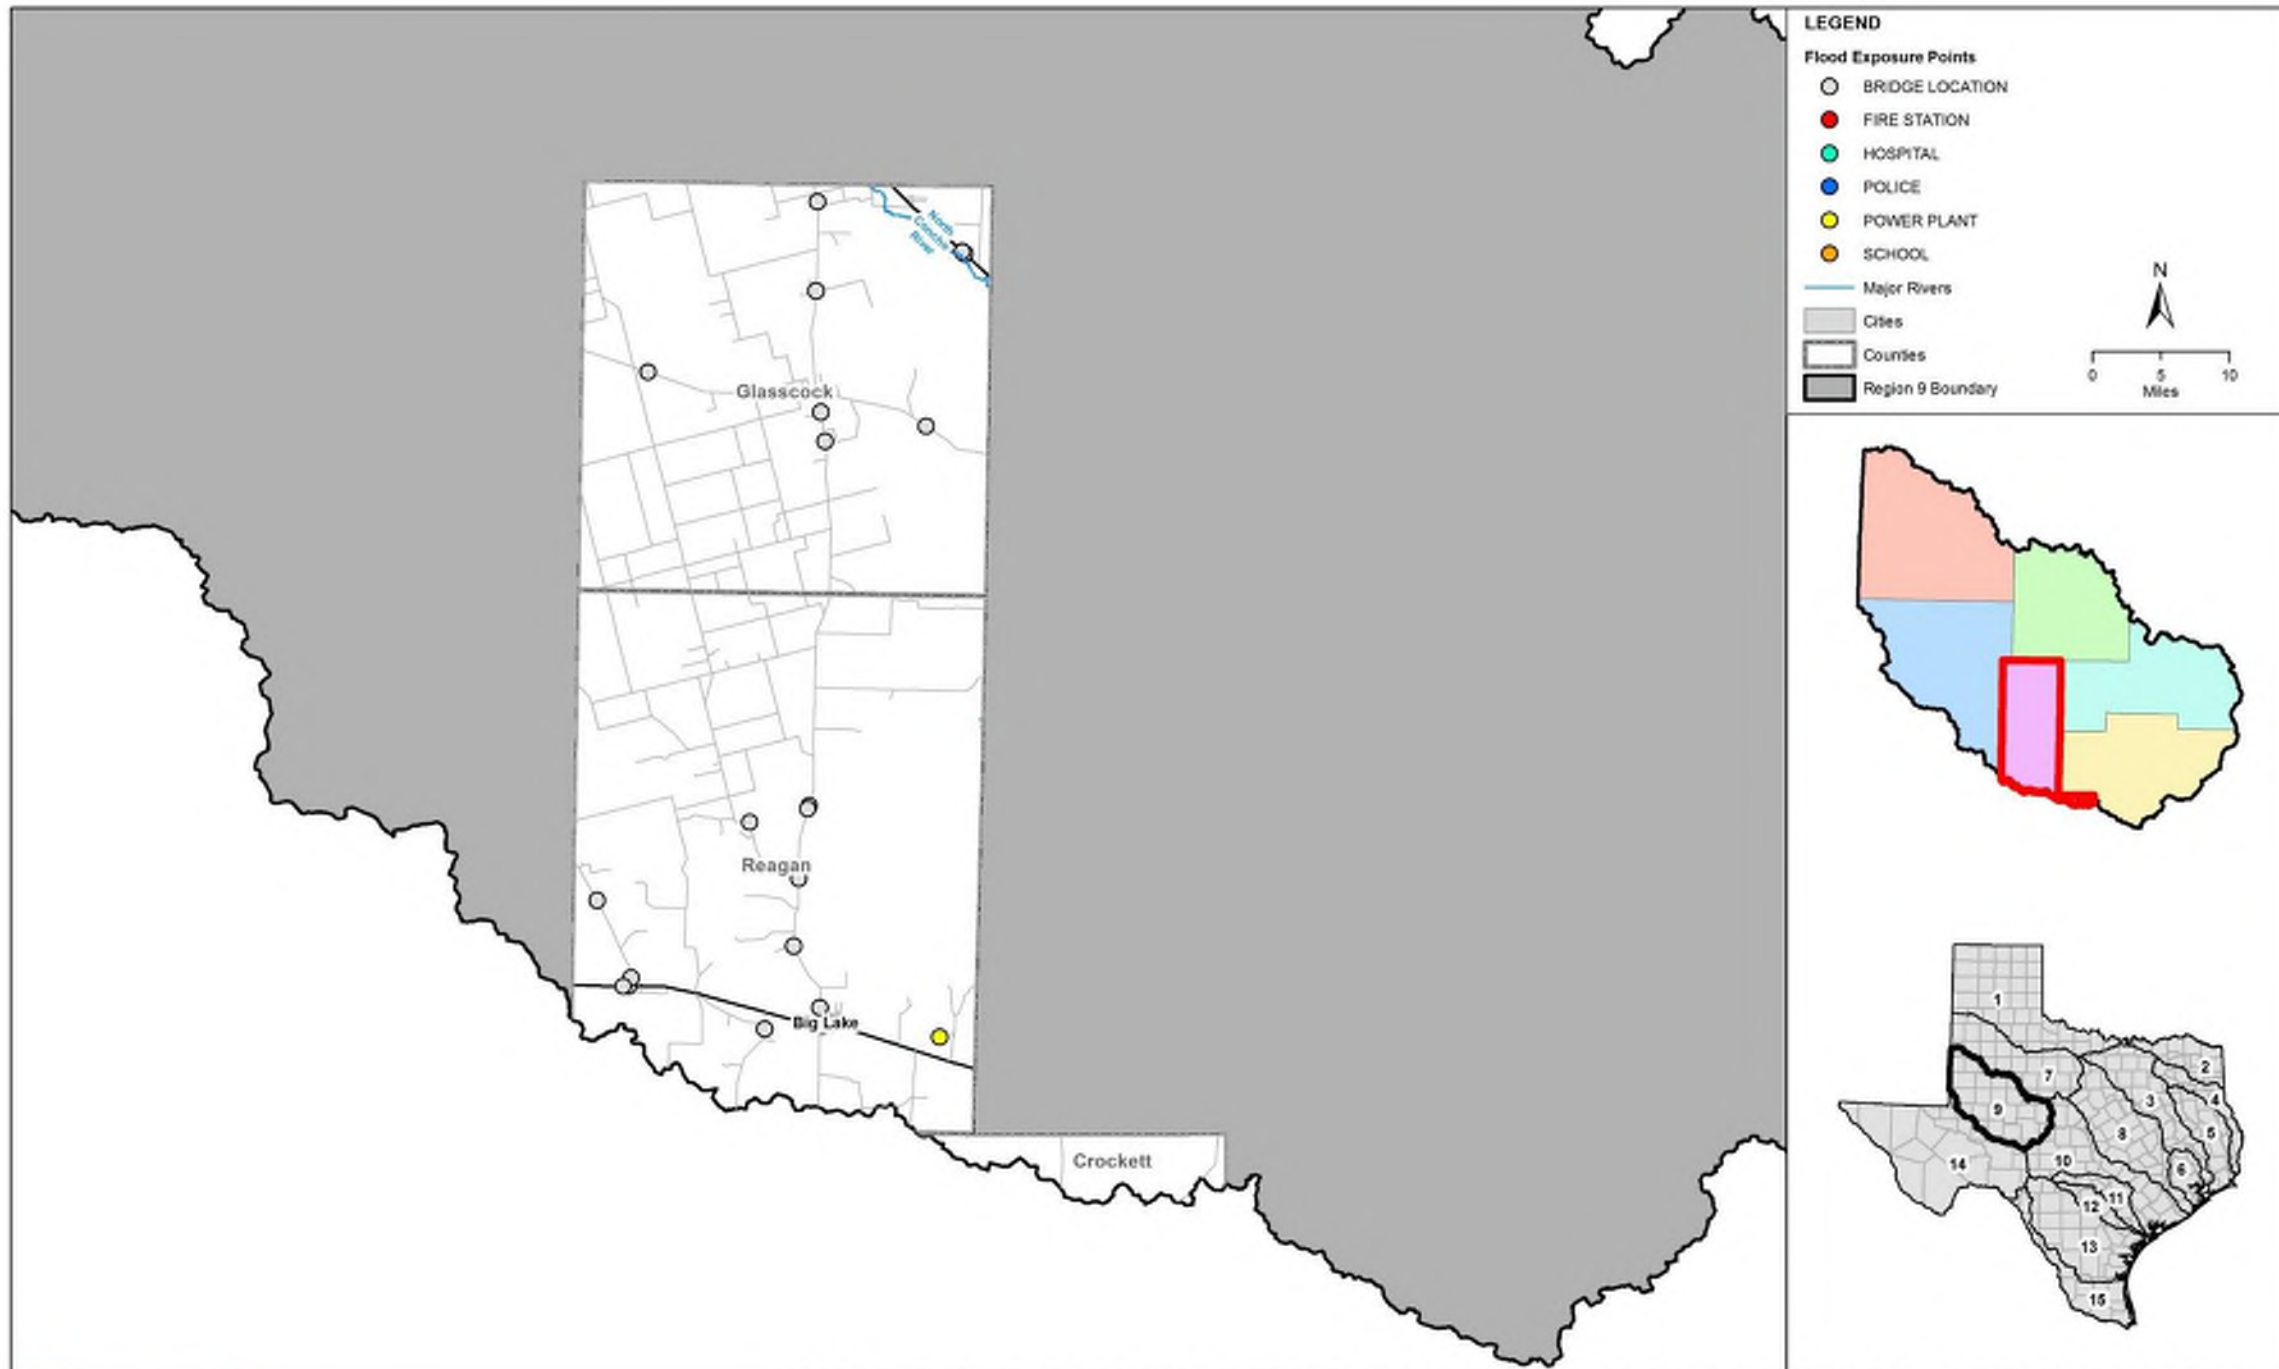 North
Concho
River
Glasscock
Reagan
Big Lake
Crockett
LEGEND
Flood Exposure Points
BRIDGE LOCATION
FIRE STATION
HOSPITAL
POLICE
POWER PLANT
SCHOOL
Major Rivers
Cities
Counties
Region 9 Boundary
N
0 5 10
Miles
1
2
7
3
4
9
8
5
14
10
6
11
12
13
15